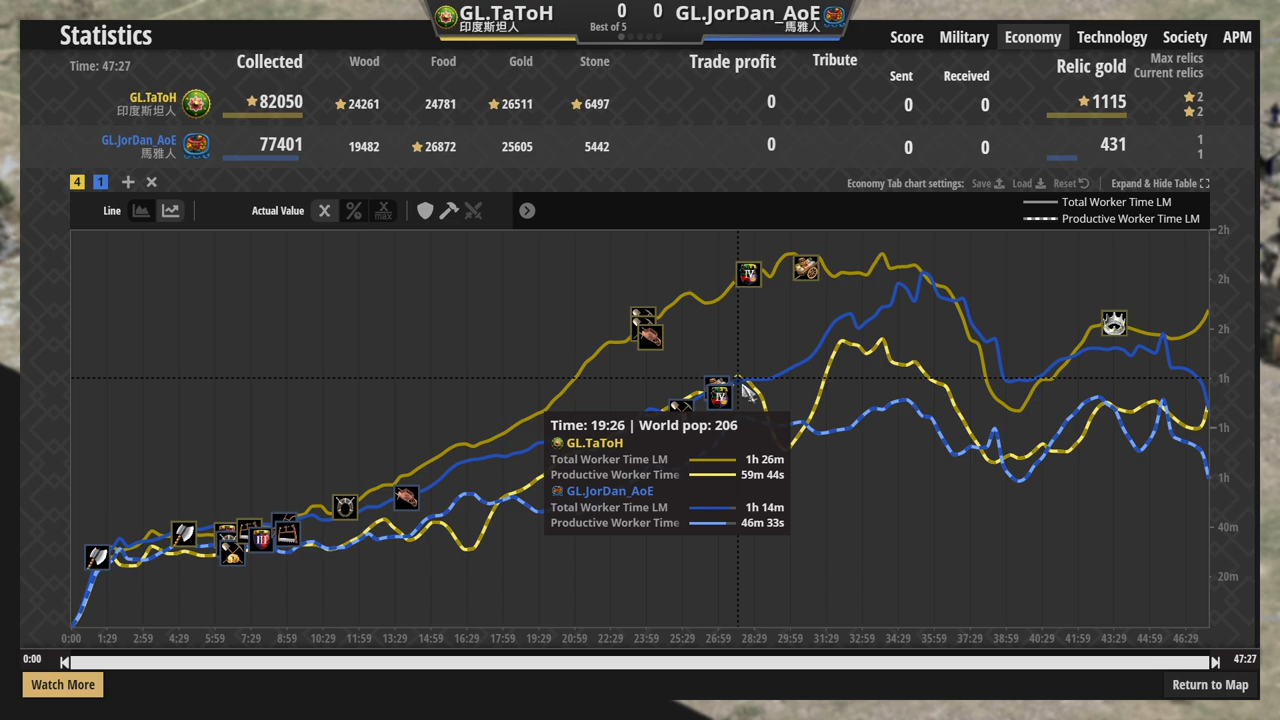 GL.TaToH 0 0 GL.JorDan_AoE
印度斯坦人 Best of 5 馬雅人
Statistics
Score Military Economy Technology Society APM
Time: 47:27 Collected Wood Food Gold Stone Trade profit Tribute Sent Received Relic gold Max relics
Current relics
GL.TaToH 82050 24261 24781 26511 6497 0 0 0 1115 2
印度斯坦人 2
GL.JorDan_AoE 77401 19482 26872 25605 5442 0 0 0 431 1
馬雅人 1
4 1 Economy Tab chart settings: Save Load Reset Expand & Hide Table
Line Actual Value X % X/max
Total Worker Time LM
Productive Worker Time LM
2h
2h
2h
1h
1h
1h
40m
20m
IV
IV
III
Time: 19:26 | World pop: 206
GL.TaToH
Total Worker Time LM 1h 26m
Productive Worker Time 59m 44s
GL.JorDan_AoE
Total Worker Time LM 1h 14m
Productive Worker Time 46m 33s
0:00 1:29 2:59 4:29 5:59 7:29 8:59 10:29 11:59 13:29 14:59 16:29 17:59 19:29 20:59 22:29 23:59 25:29 26:59 28:29 29:59 31:29 32:59 34:29 35:59 37:29 38:59 40:29 41:59 43:29 44:59 46:29
0:00 47:27
Watch More Return to Map